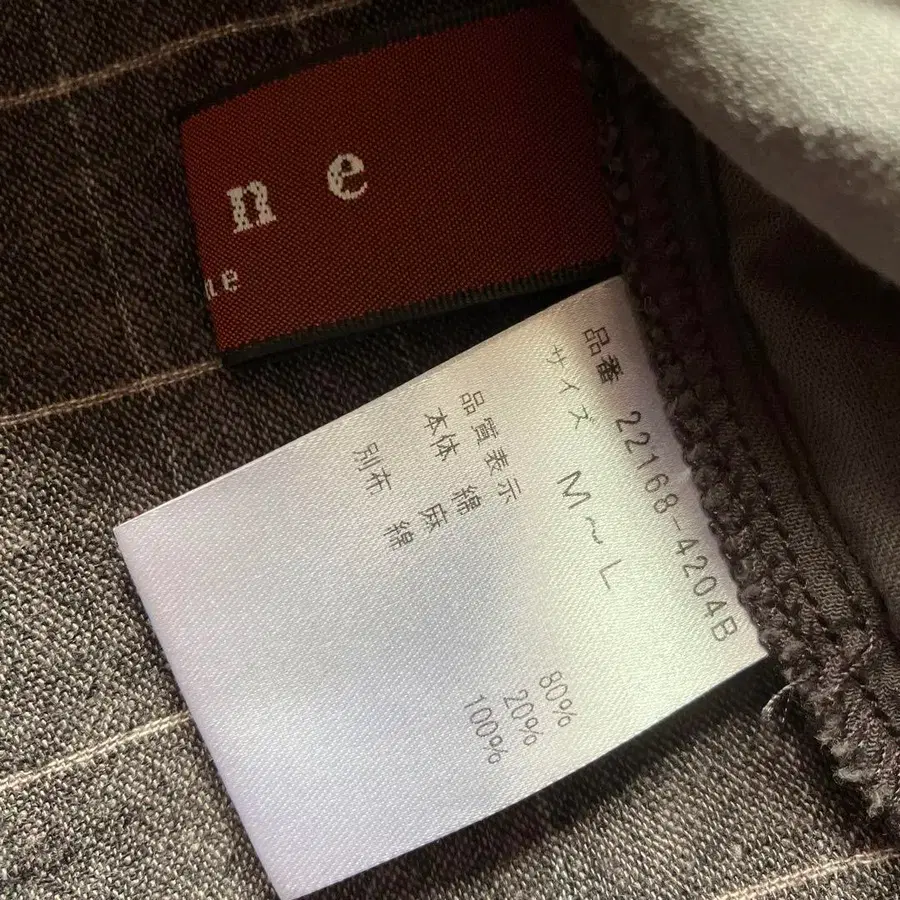 n e
ne
品番 22168-4204B
サイズ M～L
品質表示
本体 綿 80%
麻 20%
別布 綿 100%